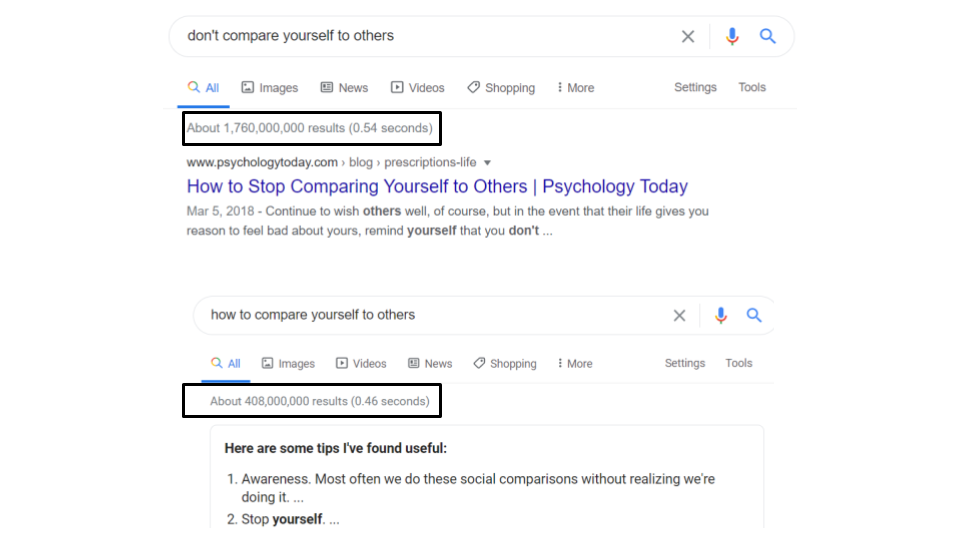 don't compare yourself to others
All Images News Videos Shopping More Settings Tools
About 1,760,000,000 results (0.54 seconds)
www.psychologytoday.com › blog › prescriptions-life
How to Stop Comparing Yourself to Others | Psychology Today
Mar 5, 2018 - Continue to wish others well, of course, but in the event that their life gives you
reason to feel bad about yours, remind yourself that you don't ...
how to compare yourself to others
All Images Videos News Shopping More Settings Tools
About 408,000,000 results (0.46 seconds)
Here are some tips I've found useful:
1. Awareness. Most often we do these social comparisons without realizing we're
doing it. ...
2. Stop yourself. ...